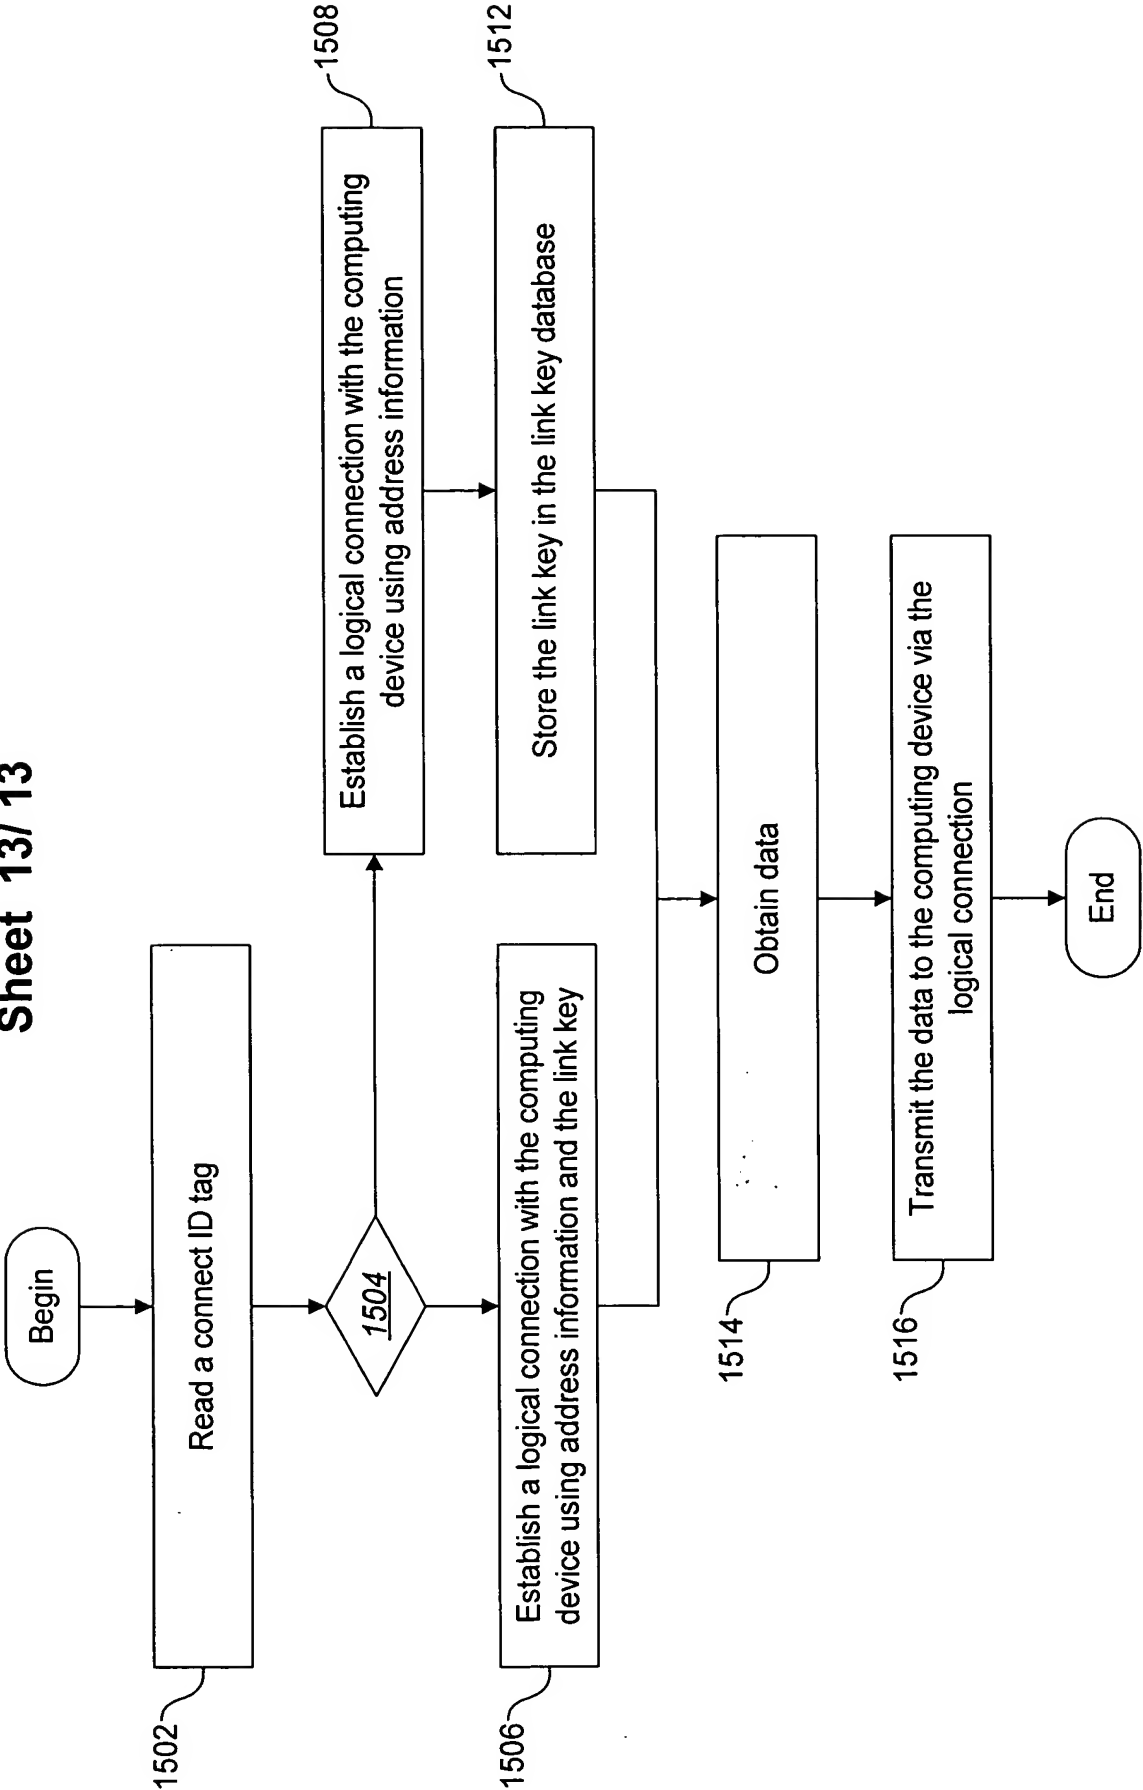 Sheet 13/ 13
Begin
1502
Read a connect ID tag
1504
1508
Establish a logical connection with the computing
device using address information
1506
Establish a logical connection with the computing
device using address information and the link key
1512
Store the link key in the link key database
1514
Obtain data
1516
Transmit the data to the computing device via the
logical connection
End